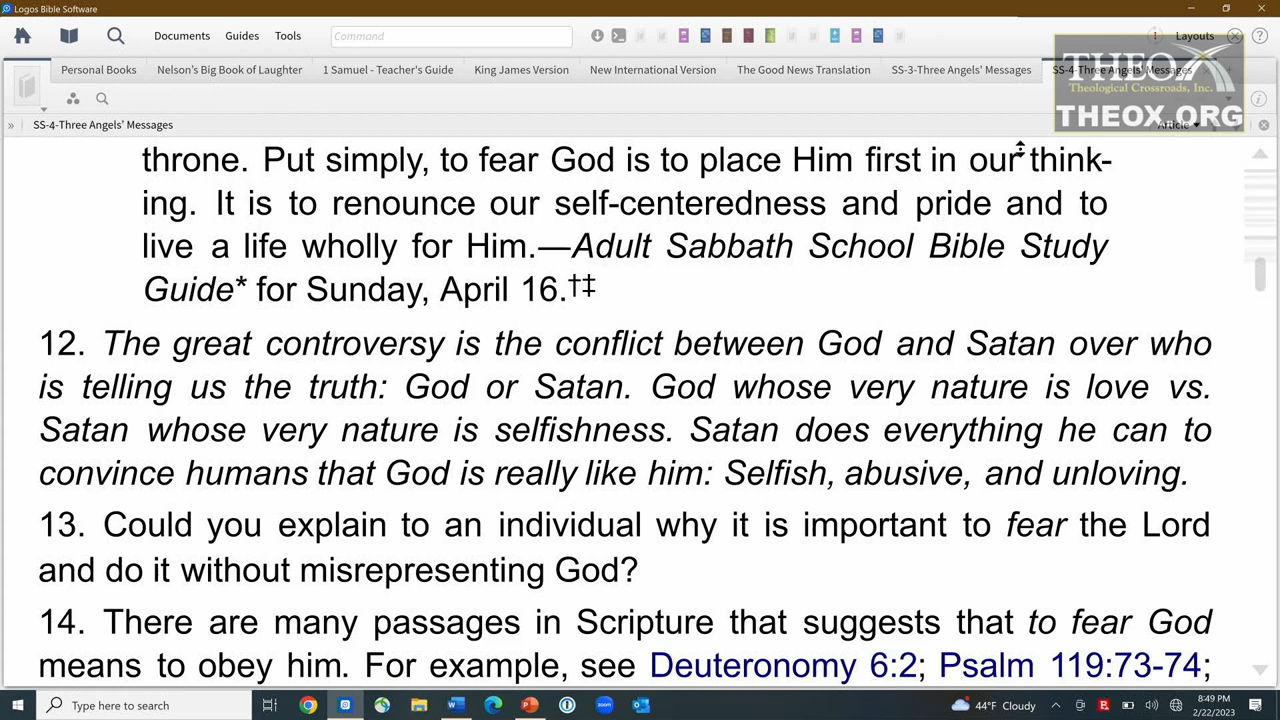 Logos Bible Software
Documents Guides Tools Command Layouts
Personal Books Nelson's Big Book of Laughter 1 Sam King James Version New International Version The Good News Translation SS-3-Three Angels' Messages SS-4-Three Angels' Messages
THEOX
Theological Crossroads, Inc.
THEOX.ORG
SS-4-Three Angels' Messages Article
throne. Put simply, to fear God is to place Him first in our think-
ing. It is to renounce our self-centeredness and pride and to
live a life wholly for Him.—Adult Sabbath School Bible Study
Guide* for Sunday, April 16.†‡
12. The great controversy is the conflict between God and Satan over who
is telling us the truth: God or Satan. God whose very nature is love vs.
Satan whose very nature is selfishness. Satan does everything he can to
convince humans that God is really like him: Selfish, abusive, and unloving.
13. Could you explain to an individual why it is important to fear the Lord
and do it without misrepresenting God?
14. There are many passages in Scripture that suggests that to fear God
means to obey him. For example, see Deuteronomy 6:2; Psalm 119:73-74;
Type here to search 44°F Cloudy 8:49 PM
2/22/2023